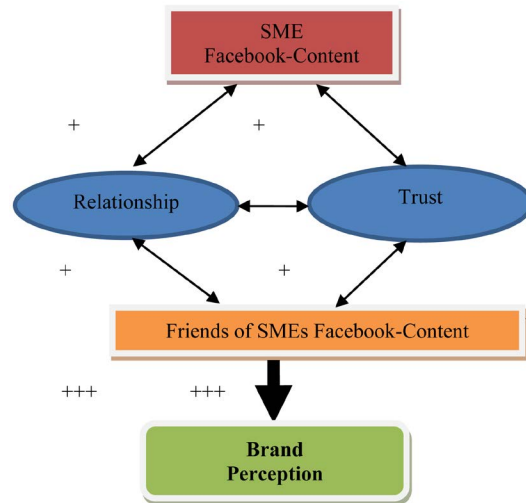 SME
Facebook-Content
+ +
Relationship
Trust
+ +
Friends of SMEs Facebook-Content
+++ +++
Brand
Perception